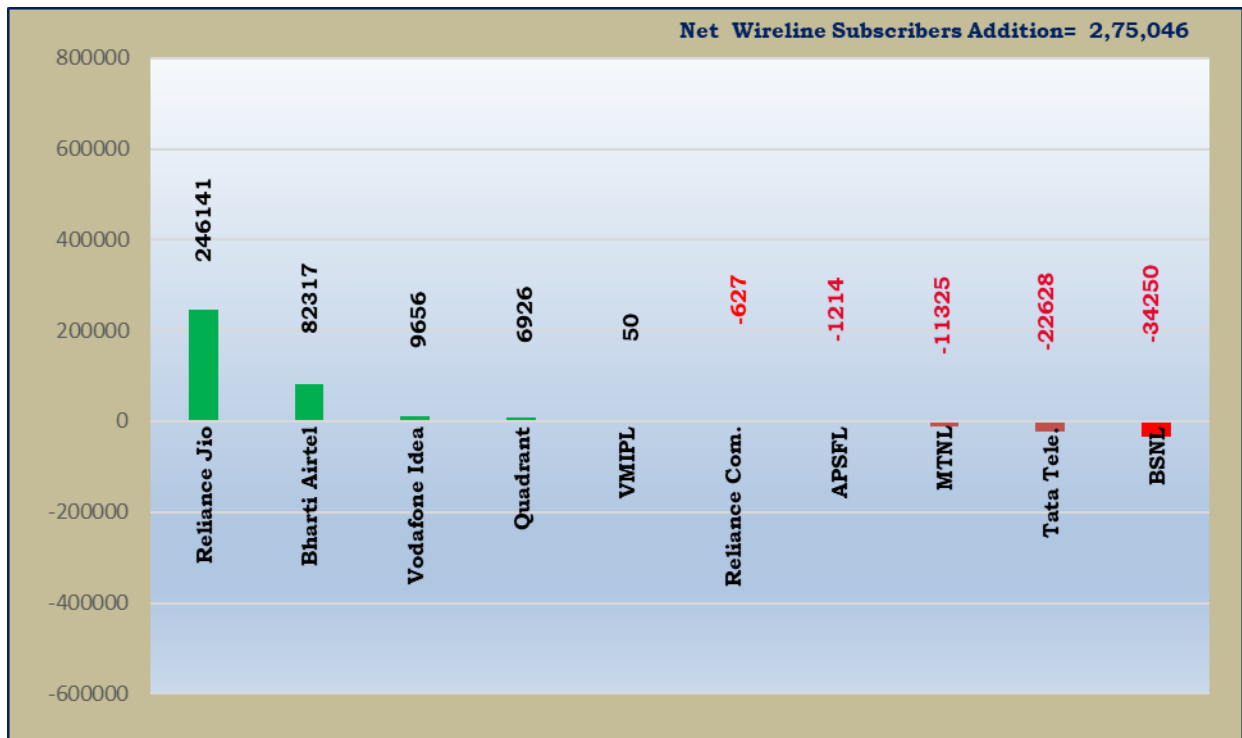 Net Wireline Subscribers Addition= 2,75,046
800000
600000
400000
200000
0
-200000
-400000
-600000
246141
82317
9656
6926
50
-627
-1214
-11325
-22628
-34250
Reliance Jio
Bharti Airtel
Vodafone Idea
Quadrant
VMIPL
Reliance Com.
APSFL
MTNL
Tata Tele.
BSNL